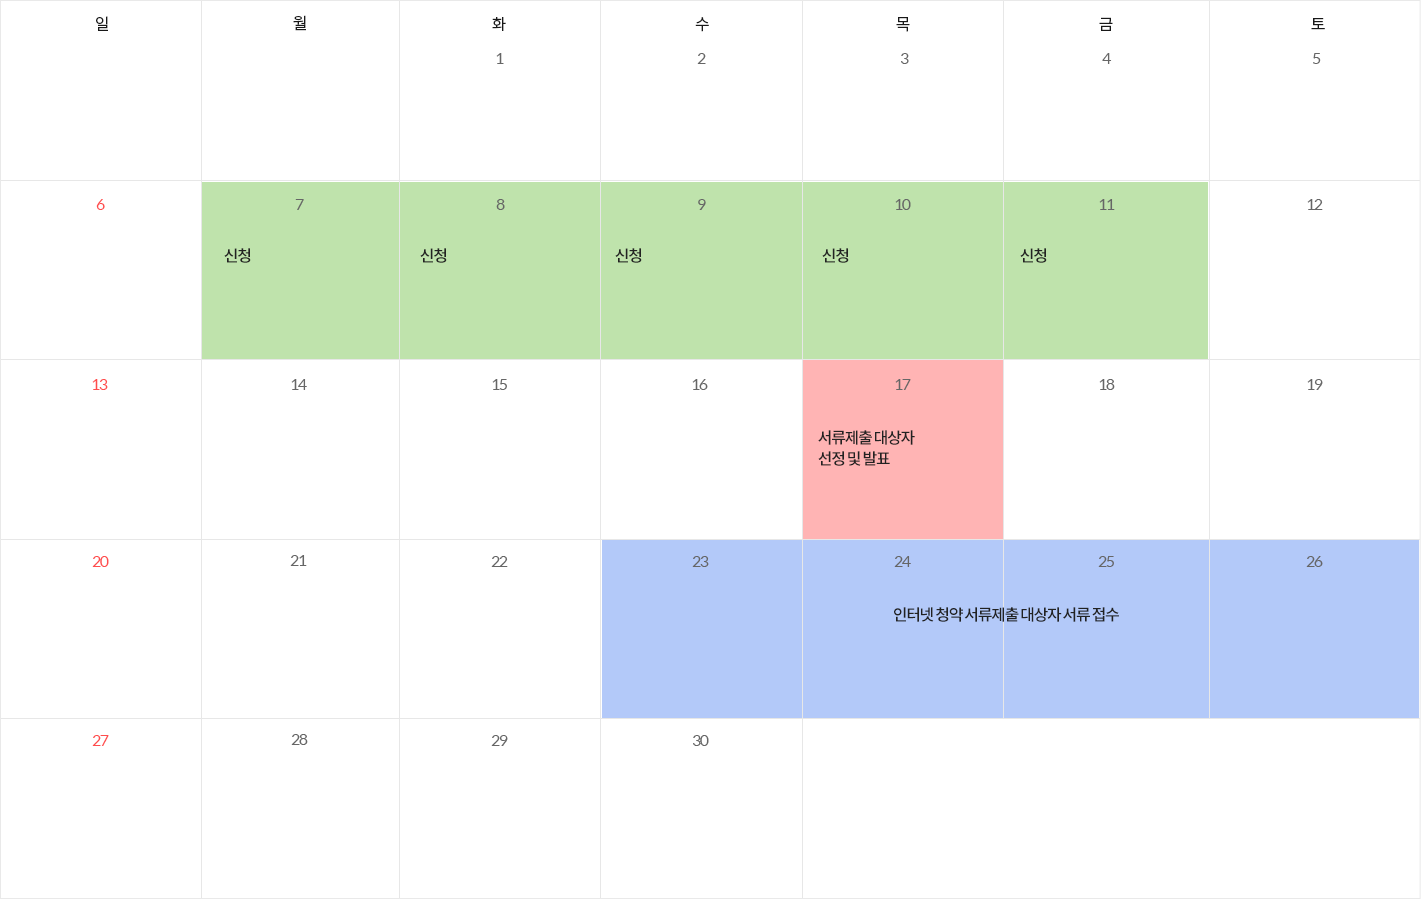 일 월 화 수 목 금 토
1 2 3 4 5
6 7 8 9 10 11 12
신청 신청 신청 신청 신청
13 14 15 16 17 18 19
서류제출 대상자
선정 및 발표
20 21 22 23 24 25 26
인터넷 청약 서류제출 대상자 서류 접수
27 28 29 30